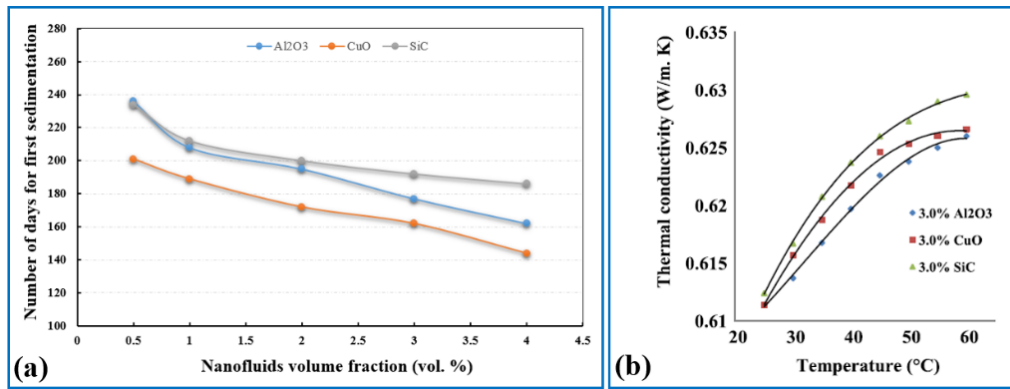 280
260
240
220
200
180
160
140
120
100
Number of days for first sedimentation
Al2O3 CuO SiC
0 0.5 1 1.5 2 2.5 3 3.5 4 4.5
Nanofluids volume fraction (vol. %)
(a)
0.635
0.63
0.625
0.62
0.615
0.61
Thermal conductivity (W/m. K)
3.0% Al2O3
3.0% CuO
3.0% SiC
20 30 40 50 60
Temperature (°C)
(b)